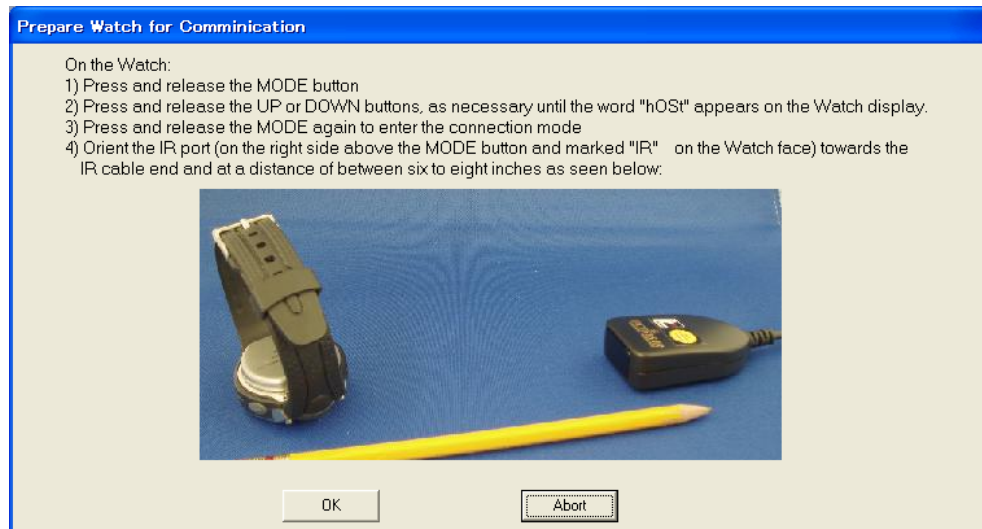 Prepare Watch for Comminication
On the Watch:
1) Press and release the MODE button
2) Press and release the UP or DOWN buttons, as necessary until the word "hOSt" appears on the Watch display.
3) Press and release the MODE again to enter the connection mode
4) Orient the IR port (on the right side above the MODE button and marked "IR" on the Watch face) towards the
IR cable end and at a distance of between six to eight inches as seen below:
OK
Abort